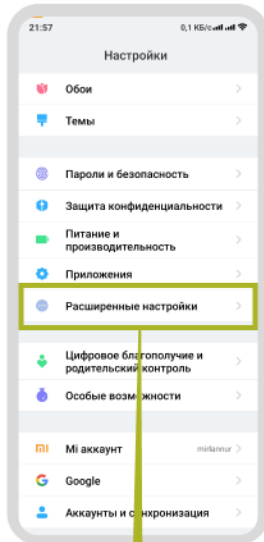 21:57 0,1 КБ/с
Настройки
Обои
Темы
Пароли и безопасность
Защита конфиденциальности
Питание и
производительность
Приложения
Расширенные настройки
Цифровое благополучие и
родительский контроль
Особые возможности
Mi аккаунт mirlannur
Google
Аккаунты и синхронизация